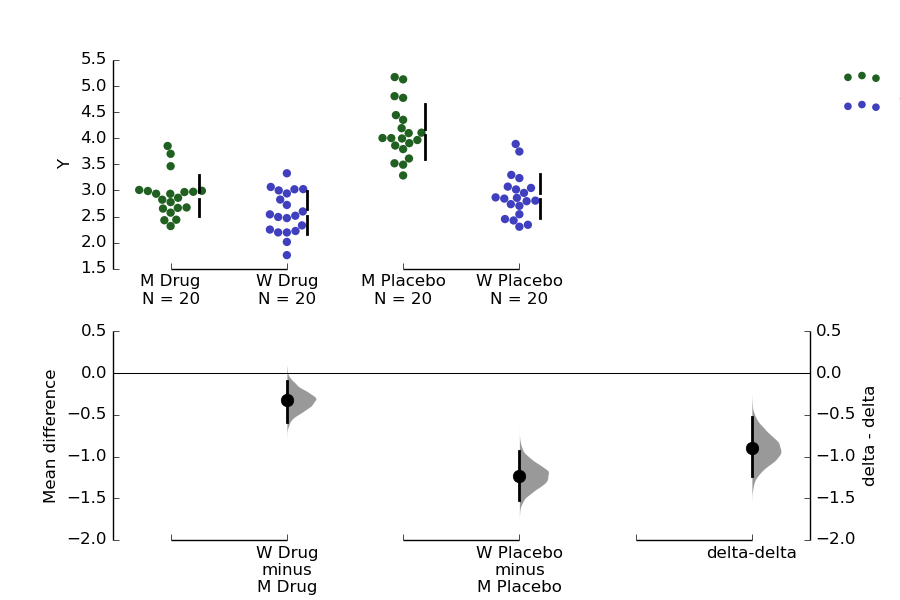 5.5
5.0
4.5
4.0
3.5
3.0
2.5
2.0
1.5
Y
M Drug
N = 20
W Drug
N = 20
M Placebo
N = 20
W Placebo
N = 20
0.5
0.0
−0.5
−1.0
−1.5
−2.0
Mean difference
0.5
0.0
−0.5
−1.0
−1.5
−2.0
delta - delta
W Drug
minus
M Drug
W Placebo
minus
M Placebo
delta-delta